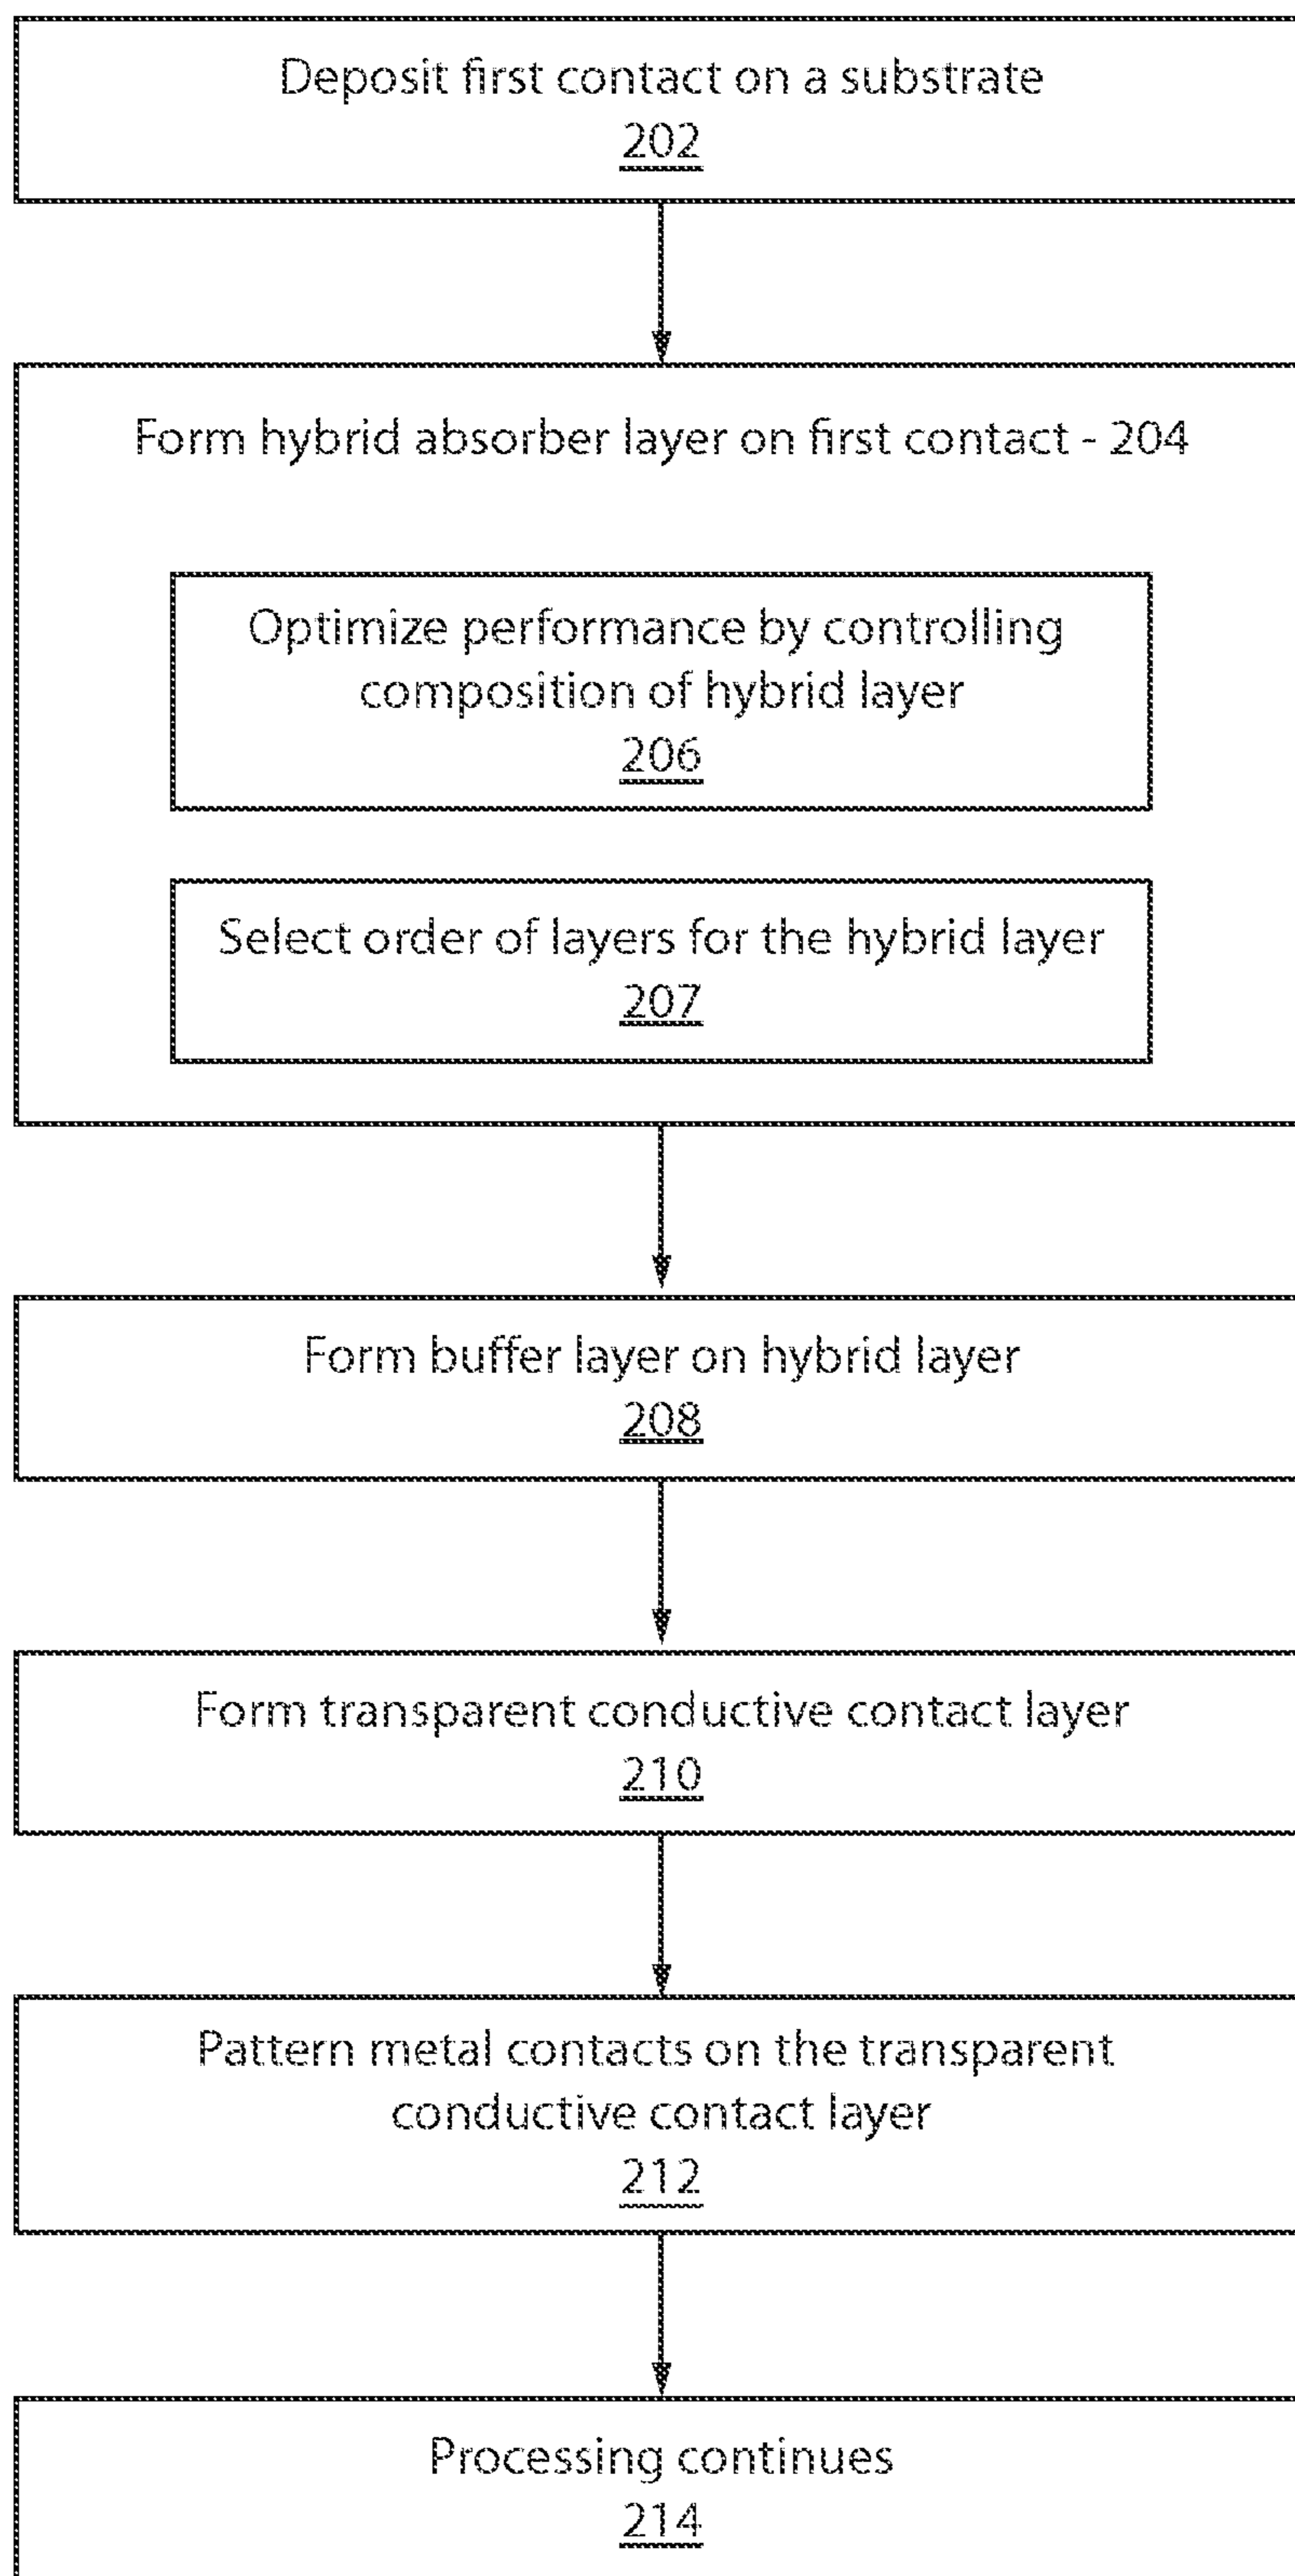 Deposit first contact on a substrate
202
Form hybrid absorber layer on first contact - 204
Optimize performance by controlling
composition of hybrid layer
206
Select order of layers for the hybrid layer
207
Form buffer layer on hybrid layer
208
Form transparent conductive contact layer
210
Pattern metal contacts on the transparent
conductive contact layer
212
Processing continues
214